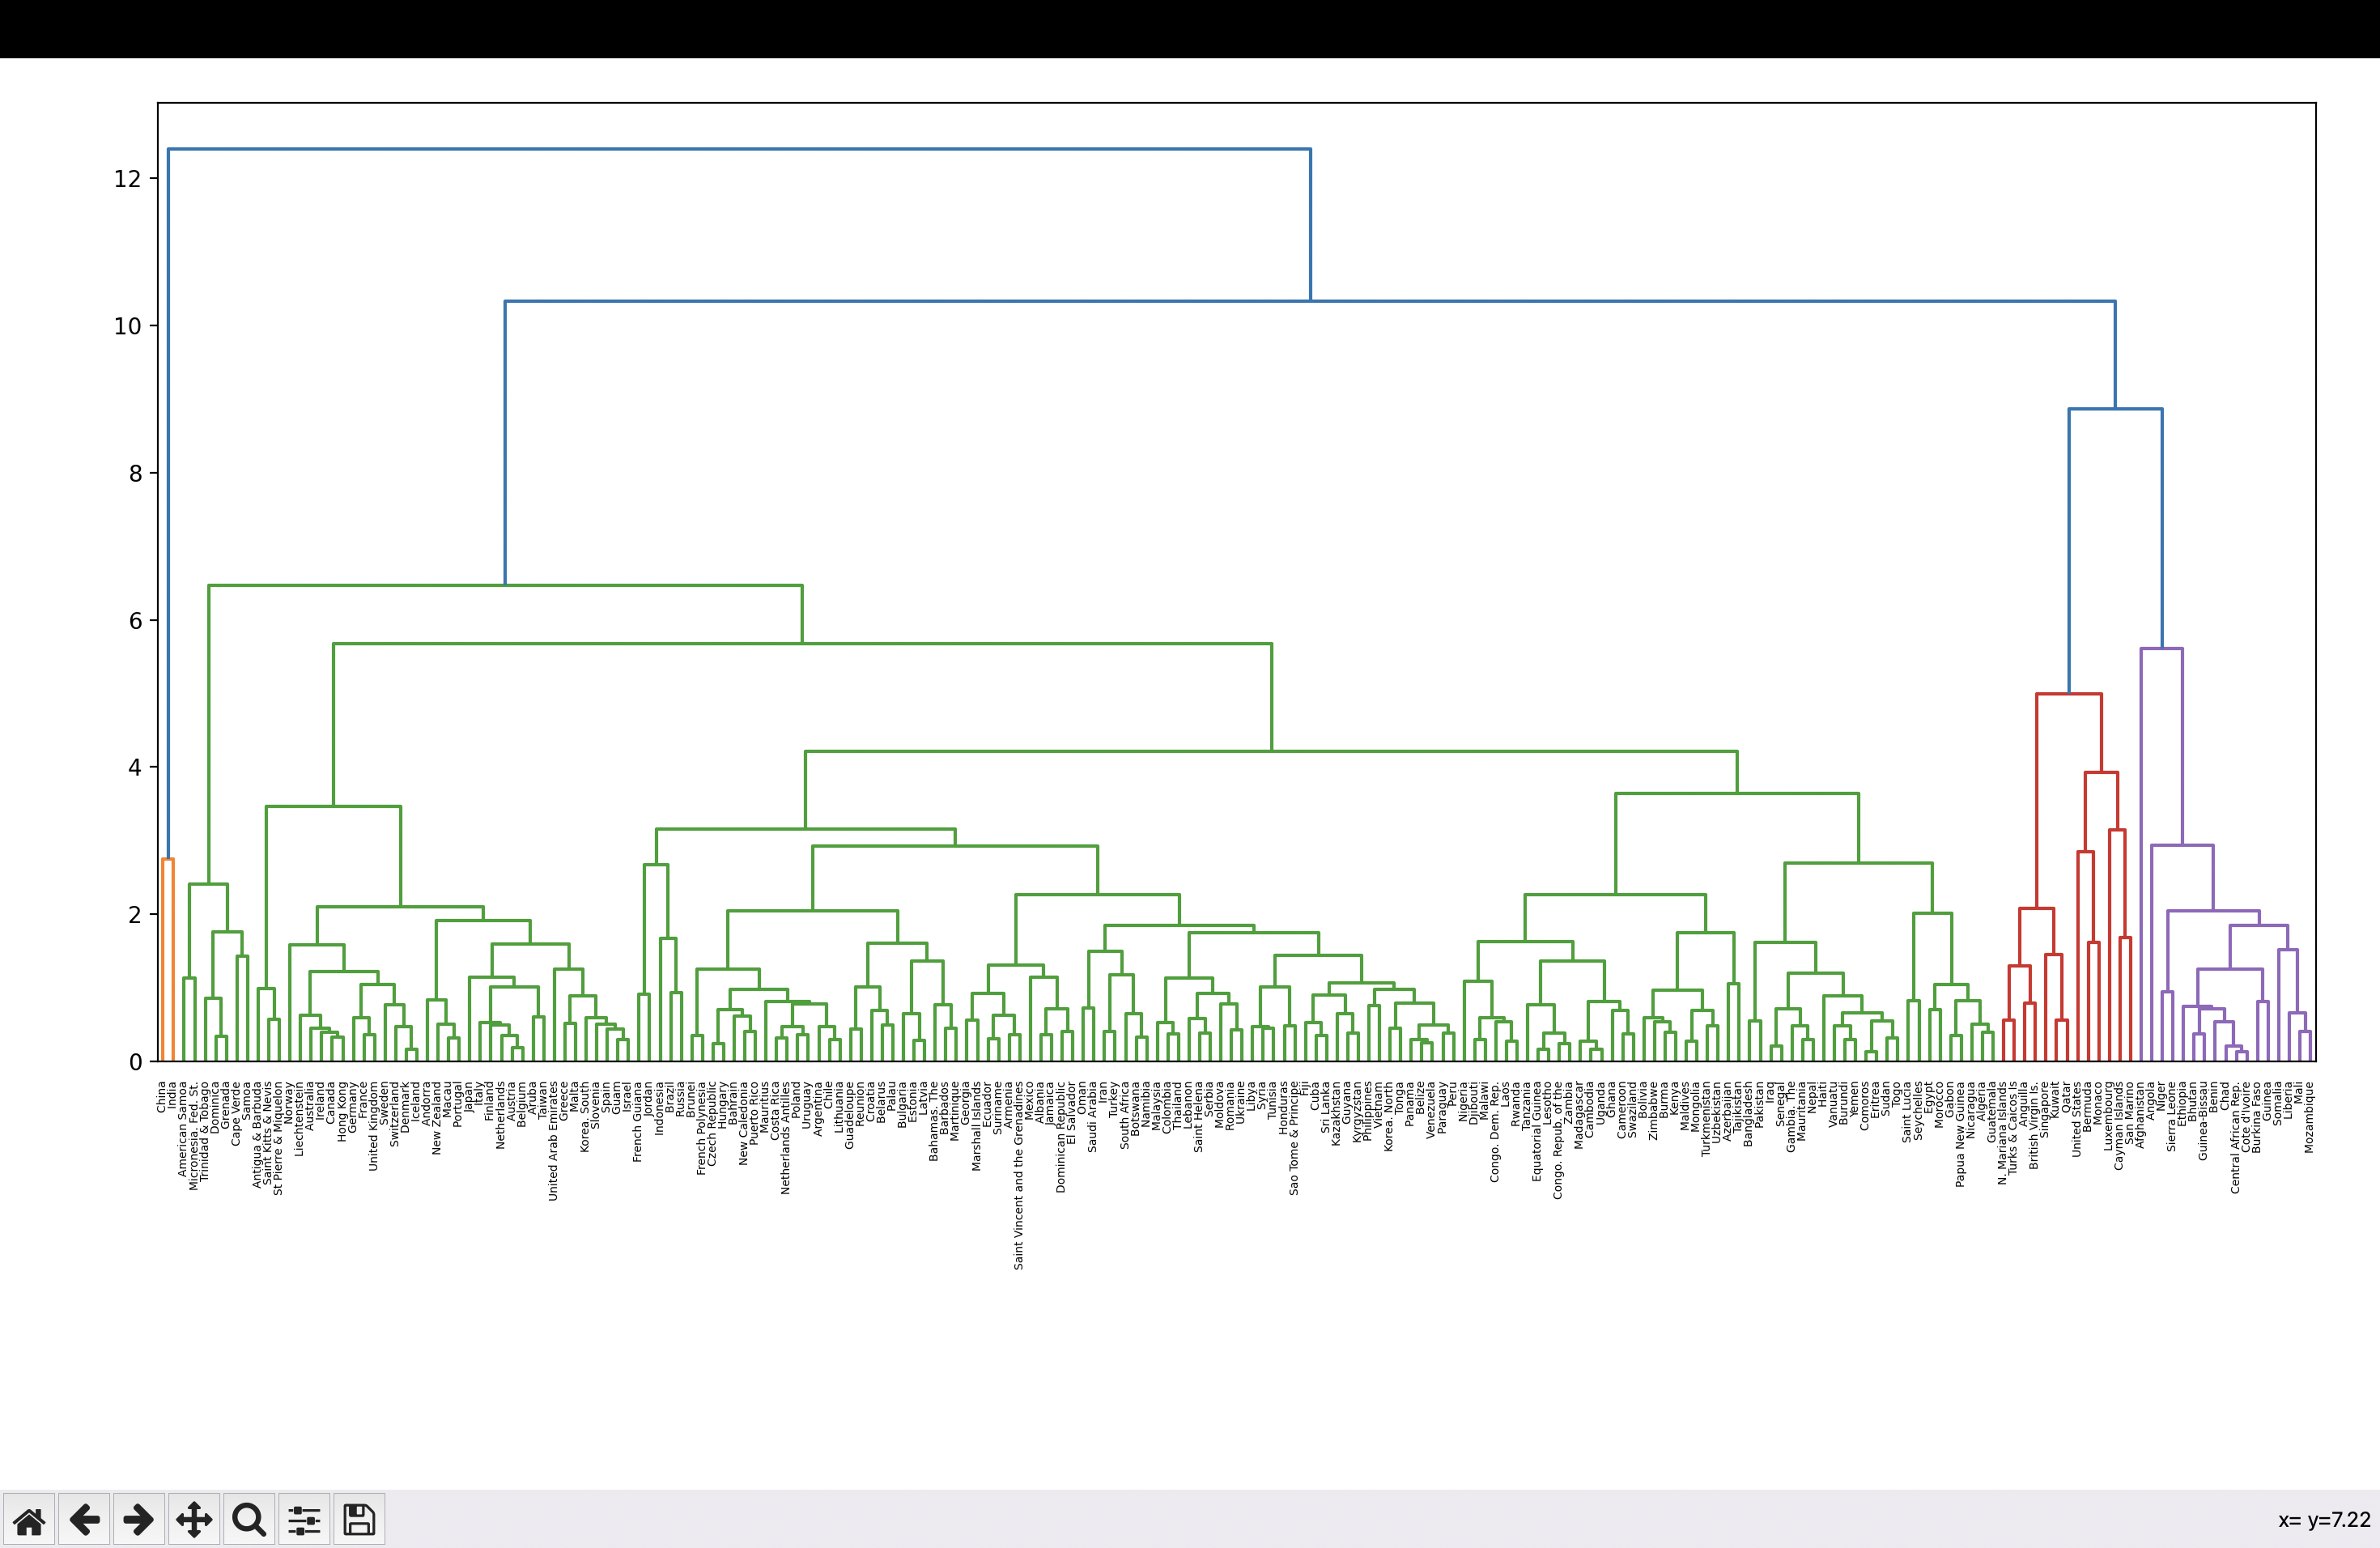 12
10
8
6
4
2
0
China
India
American Samoa
Micronesia. Fed. St.
Trinidad & Tobago
Dominica
Grenada
Cape Verde
Samoa
Antigua & Barbuda
Saint Kitts & Nevis
St Pierre & Miquelon
Norway
Liechtenstein
Australia
Ireland
Canada
Hong Kong
Germany
France
United Kingdom
Sweden
Switzerland
Denmark
Iceland
Andorra
New Zealand
Macau
Portugal
Japan
Italy
Finland
Netherlands
Austria
Belgium
Aruba
Taiwan
United Arab Emirates
Greece
Malta
Korea. South
Slovenia
Spain
Guam
Israel
French Guiana
Jordan
Indonesia
Brazil
Russia
Brunei
French Polynesia
Czech Republic
Hungary
Bahrain
New Caledonia
Puerto Rico
Mauritius
Costa Rica
Netherlands Antilles
Poland
Uruguay
Argentina
Chile
Lithuania
Guadeloupe
Reunion
Croatia
Belarus
Palau
Bulgaria
Estonia
Latvia
Bahamas. The
Barbados
Martinique
Georgia
Marshall Islands
Ecuador
Suriname
Armenia
Saint Vincent and the Grenadines
Mexico
Albania
Jamaica
Dominican Republic
El Salvador
Oman
Saudi Arabia
Iran
Turkey
South Africa
Botswana
Namibia
Malaysia
Colombia
Thailand
Lebanon
Saint Helena
Serbia
Moldova
Romania
Ukraine
Libya
Syria
Tunisia
Honduras
Sao Tome & Principe
Fiji
Cuba
Sri Lanka
Kazakhstan
Guyana
Kyrgyzstan
Philippines
Vietnam
Korea. North
Tonga
Panama
Belize
Venezuela
Paraguay
Peru
Nigeria
Djibouti
Malawi
Congo. Dem. Rep.
Laos
Rwanda
Tanzania
Equatorial Guinea
Lesotho
Congo. Repub. of the
Zambia
Madagascar
Cambodia
Uganda
Ghana
Cameroon
Swaziland
Bolivia
Zimbabwe
Burma
Kenya
Maldives
Mongolia
Turkmenistan
Uzbekistan
Azerbaijan
Tajikistan
Bangladesh
Pakistan
Iraq
Senegal
Gambia. The
Mauritania
Nepal
Haiti
Vanuatu
Burundi
Yemen
Comoros
Eritrea
Sudan
Togo
Saint Lucia
Seychelles
Egypt
Morocco
Gabon
Papua New Guinea
Nicaragua
Algeria
Guatemala
N. Mariana Islands
Turks & Caicos Is
Anguilla
British Virgin Is.
Singapore
Kuwait
Qatar
United States
Bermuda
Monaco
Luxembourg
Cayman Islands
San Marino
Afghanistan
Angola
Niger
Sierra Leone
Ethiopia
Bhutan
Guinea-Bissau
Benin
Chad
Central African Rep.
Cote d'Ivoire
Burkina Faso
Guinea
Somalia
Liberia
Mali
Mozambique
x= y=7.22